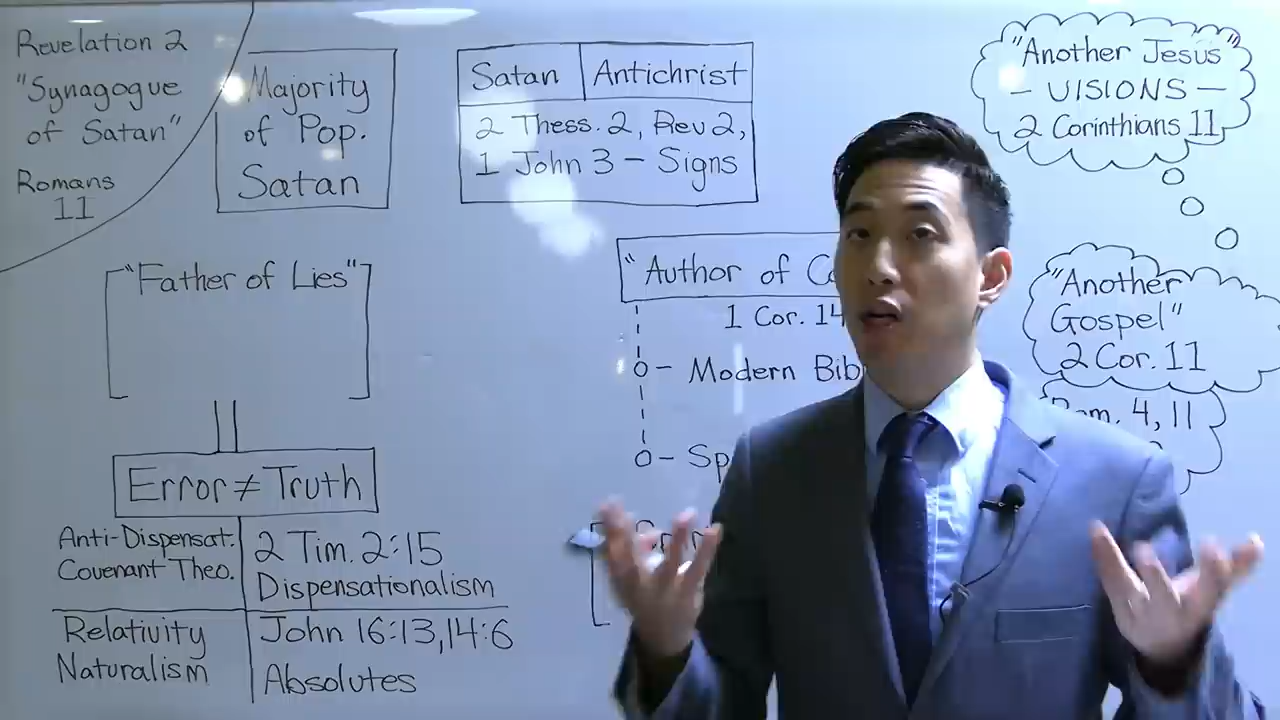 Revelation 2
"Synagogue
of Satan"
Romans
11
Majority
of Pop.
Satan
Satan
Antichrist
2 Thess. 2, Rev 2,
1 John 3 – Signs
"Another Jesus"
– VISIONS –
2 Corinthians 11
"Father of Lies"
"Author of
1 Cor. 14
Modern
"Another
Gospel"
2 Cor. 11
Rom. 4, 11
Error ≠ Truth
Anti-Dispensat.
Covenant Theo.
2 Tim. 2:15
Dispensationalism
Relativity
Naturalism
John 16:13, 14:6
Absolutes